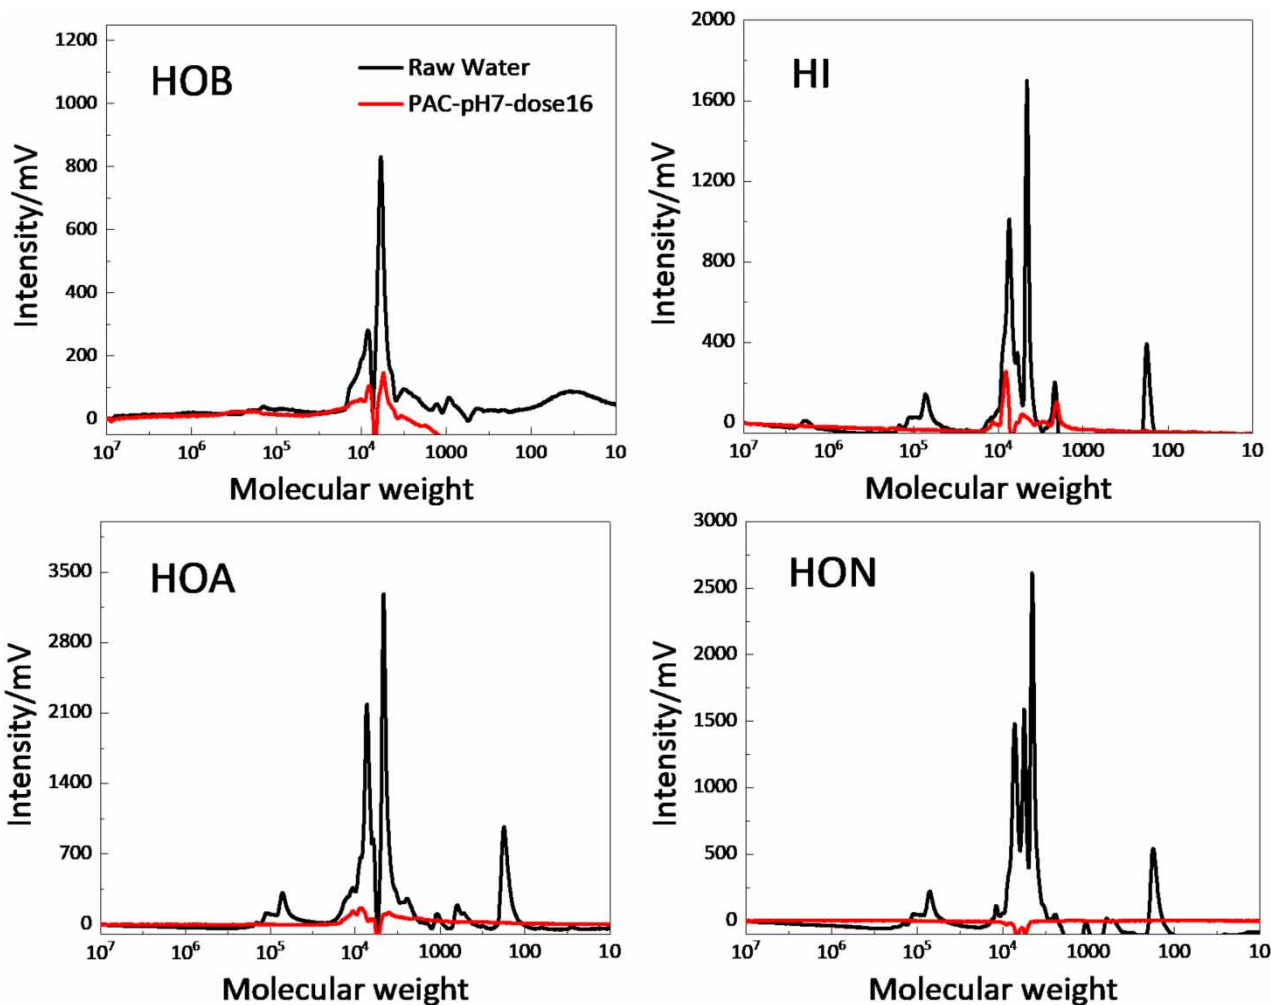 HOB
Raw Water
PAC-pH7-dose16
Intensity/mV
1200
1000
800
600
400
200
0
10⁷ 10⁶ 10⁵ 10⁴ 1000 100 10
Molecular weight
HI
Intensity/mV
2000
1600
1200
800
400
0
10⁷ 10⁶ 10⁵ 10⁴ 1000 100 10
Molecular weight
HOA
Intensity/mV
3500
2800
2100
1400
700
0
10⁷ 10⁶ 10⁵ 10⁴ 1000 100 10
Molecular weight
HON
Intensity/mV
3000
2500
2000
1500
1000
500
0
10⁷ 10⁶ 10⁵ 10⁴ 1000 100 10
Molecular weight